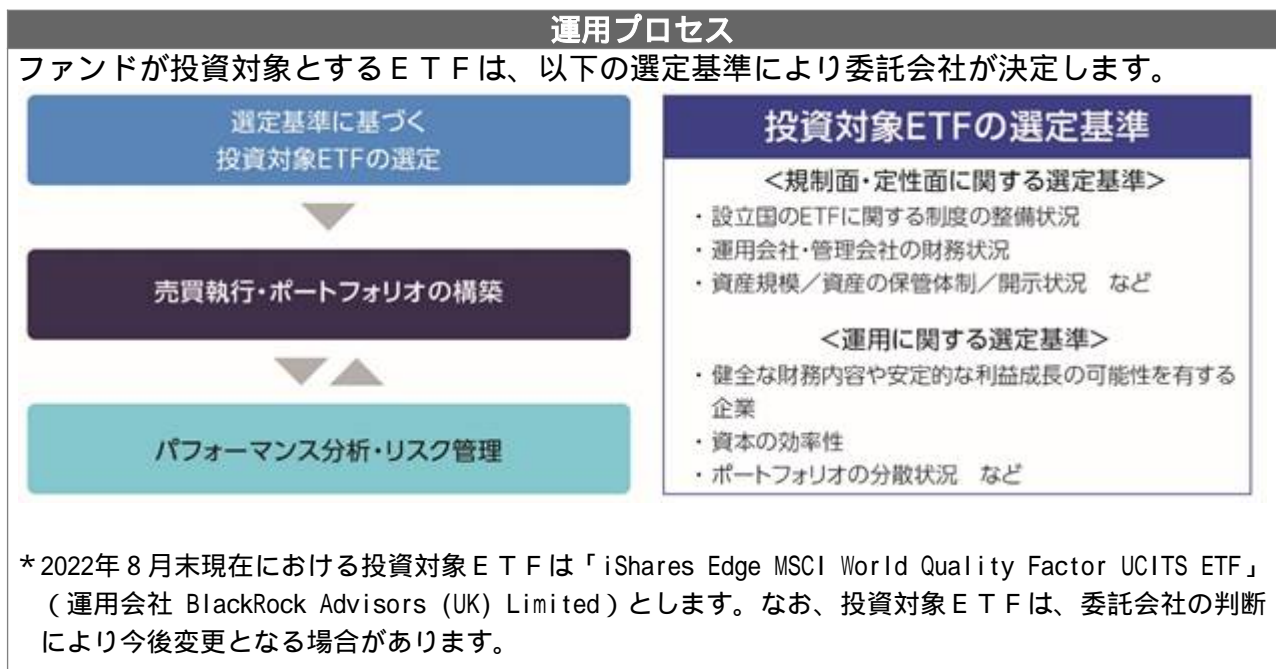 運用プロセス
ファンドが投資対象とするＥＴＦは、以下の選定基準により委託会社が決定します。
選定基準に基づく
投資対象ETFの選定
売買執行・ポートフォリオの構築
パフォーマンス分析・リスク管理
投資対象ETFの選定基準
＜規制面・定性面に関する選定基準＞
・設立国のETFに関する制度の整備状況
・運用会社・管理会社の財務状況
・資産規模／資産の保管体制／開示状況　など
＜運用に関する選定基準＞
・健全な財務内容や安定的な利益成長の可能性を有する
企業
・資本の効率性
・ポートフォリオの分散状況　など
＊2022年８月末現在における投資対象ＥＴＦは「iShares Edge MSCI World Quality Factor UCITS ETF」
（運用会社 BlackRock Advisors (UK) Limited）とします。なお、投資対象ＥＴＦは、委託会社の判断
により今後変更となる場合があります。